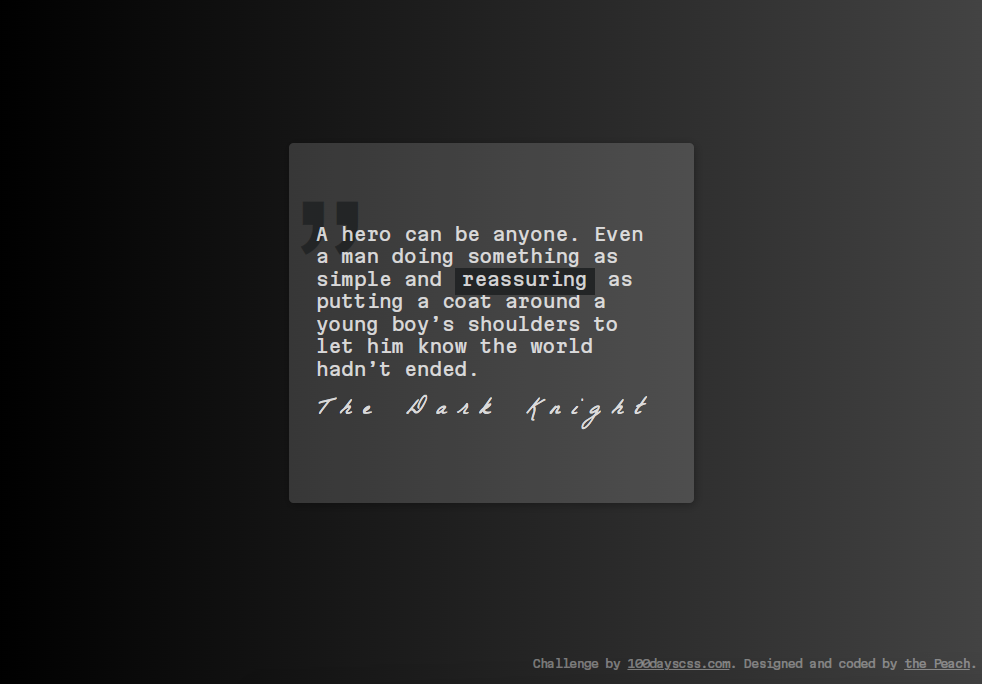 ”
A hero can be anyone. Even
a man doing something as
simple and reassuring as
putting a coat around a
young boy’s shoulders to
let him know the world
hadn’t ended.
The Dark Knight
Challenge by 100dayscss.com. Designed and coded by the Peach.